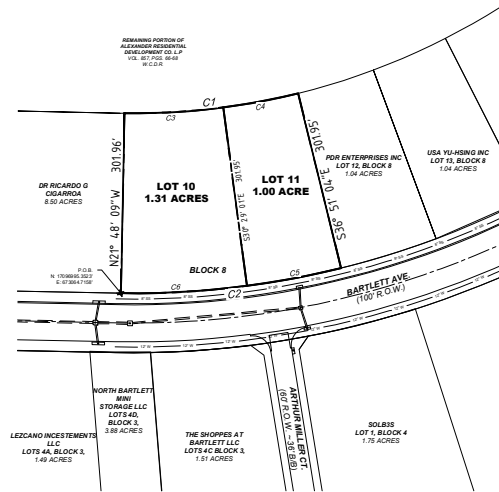 REMAINING PORTION OF
ALEXANDER RESIDENTIAL
DEVELOPMENT CO. L.P
VOL. 857, PGS. 66-68
W.C.D.R.
C1
C3
C4
N21° 48' 09"W 301.96'
S30° 29' 01"E 301.95'
S36° 51' 04"E 301.95'
LOT 10
1.31 ACRES
LOT 11
1.00 ACRE
PDR ENTERPRISES INC
LOT 12, BLOCK 8
1.04 ACRES
USA YU-HSING INC
LOT 13, BLOCK 8
1.04 ACRES
DR RICARDO G
CIGARROA
8.50 ACRES
P.O.B.
BLOCK 8
C5
C6
C2
BARTLETT AVE.
(100' R.O.W.)
NORTH BARTLETT
MINI
STORAGE LLC
LOTS 4D,
BLOCK 3,
3.88 ACRES
LEZCANO INCESTEMENTS
LLC
LOTS 4A, BLOCK 3,
1.49 ACRES
THE SHOPPES AT
BARTLETT LLC
LOTS 4C BLOCK 3,
1.51 ACRES
ARTHUR MILLER CT.
(60' R.O.W. ~ 36' B/B)
SOLB3S
LOT 1, BLOCK 4
1.75 ACRES